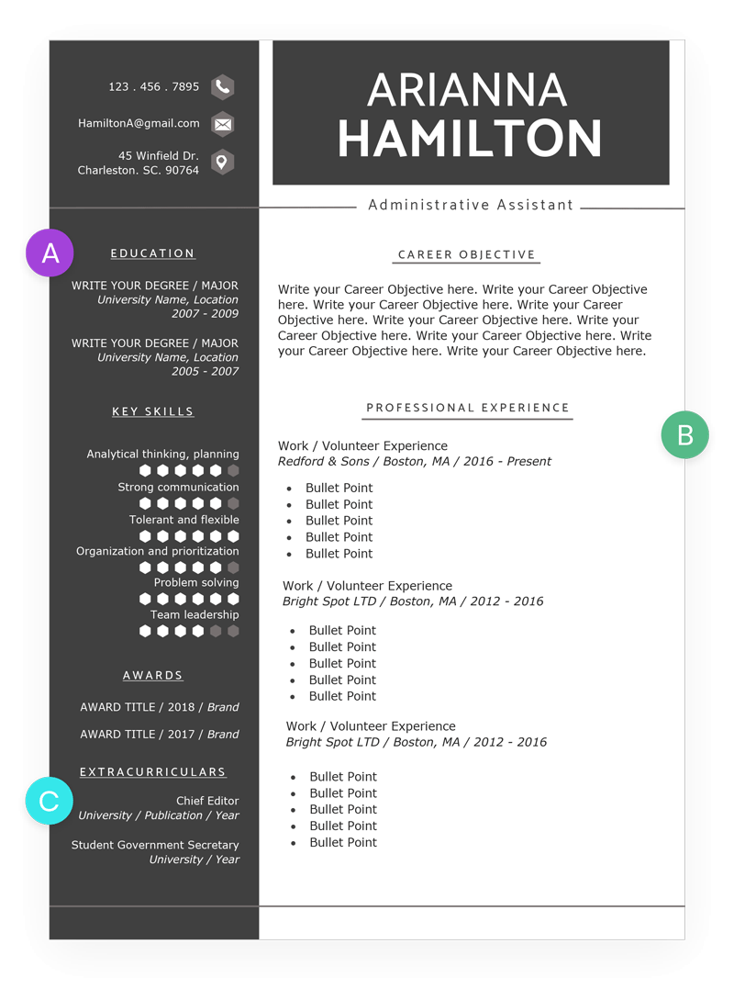 123 . 456 . 7895
HamiltonA@gmail.com
45 Winfield Dr.
Charleston. SC. 90764
ARIANNA
HAMILTON
Administrative Assistant
A
EDUCATION
WRITE YOUR DEGREE / MAJOR
University Name, Location
2007 - 2009
WRITE YOUR DEGREE / MAJOR
University Name, Location
2005 - 2007
KEY SKILLS
Analytical thinking, planning
Strong communication
Tolerant and flexible
Organization and prioritization
Problem solving
Team leadership
AWARDS
AWARD TITLE / 2018 / Brand
AWARD TITLE / 2017 / Brand
C
EXTRACURRICULARS
Chief Editor
University / Publication / Year
Student Government Secretary
University / Year
CAREER OBJECTIVE
Write your Career Objective here. Write your Career Objective
here. Write your Career Objective here. Write your Career
Objective here. Write your Career Objective here. Write your
Career Objective here. Write your Career Objective here. Write
your Career Objective here. Write your Career Objective here.
PROFESSIONAL EXPERIENCE
B
Work / Volunteer Experience
Redford & Sons / Boston, MA / 2016 - Present
• Bullet Point
• Bullet Point
• Bullet Point
• Bullet Point
• Bullet Point
Work / Volunteer Experience
Bright Spot LTD / Boston, MA / 2012 - 2016
• Bullet Point
• Bullet Point
• Bullet Point
• Bullet Point
• Bullet Point
Work / Volunteer Experience
Bright Spot LTD / Boston, MA / 2012 - 2016
• Bullet Point
• Bullet Point
• Bullet Point
• Bullet Point
• Bullet Point